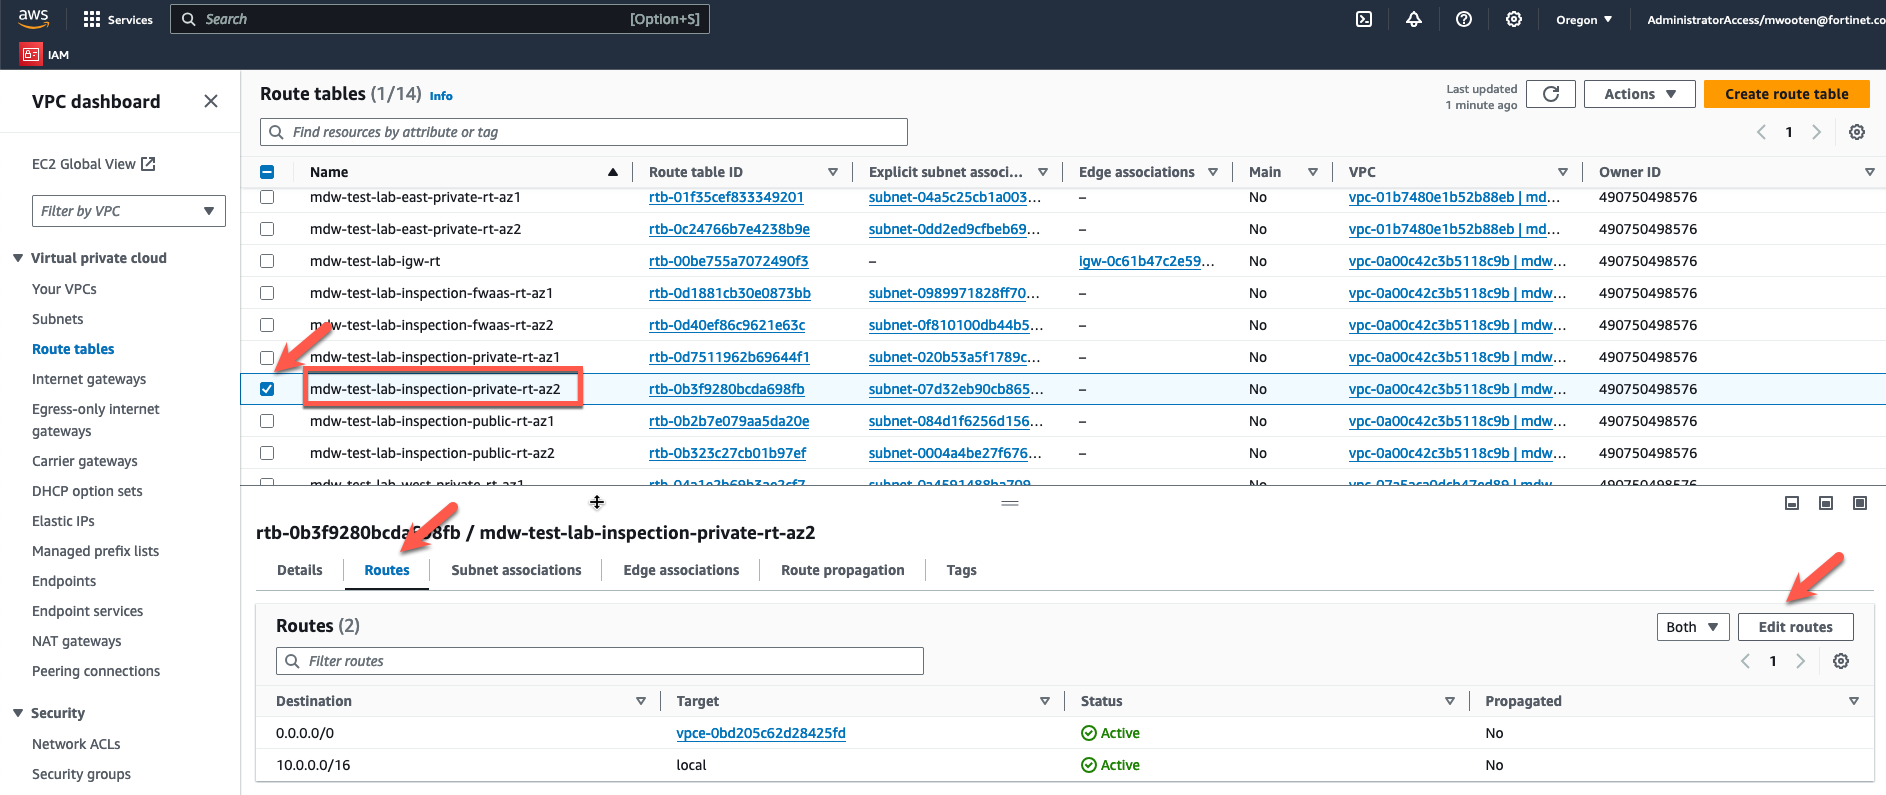 aws
Services
Search [Option+S]
Oregon
AdministratorAccess/mwooten@fortinet.co
IAM
VPC dashboard
EC2 Global View
Filter by VPC
Virtual private cloud
Your VPCs
Subnets
Route tables
Internet gateways
Egress-only internet
gateways
Carrier gateways
DHCP option sets
Elastic IPs
Managed prefix lists
Endpoints
Endpoint services
NAT gateways
Peering connections
Security
Network ACLs
Security groups
Route tables (1/14) Info
Last updated
1 minute ago
Actions
Create route table
Find resources by attribute or tag
1
Name Route table ID Explicit subnet associ... Edge associations Main VPC Owner ID
mdw-test-lab-east-private-rt-az1 rtb-01f35cef833349201 subnet-04a5c25cb1a003... – No vpc-01b7480e1b52b88eb | md... 490750498576
mdw-test-lab-east-private-rt-az2 rtb-0c24766b7e4238b9e subnet-0dd2ed9cfbeb69... – No vpc-01b7480e1b52b88eb | md... 490750498576
mdw-test-lab-igw-rt rtb-00be755a7072490f3 – igw-0c61b47c2e59... No vpc-0a00c42c3b5118c9b | mdw... 490750498576
mdw-test-lab-inspection-fwaas-rt-az1 rtb-0d1881cb30e0873bb subnet-0989971828ff70... – No vpc-0a00c42c3b5118c9b | mdw... 490750498576
mdw-test-lab-inspection-fwaas-rt-az2 rtb-0d40ef86c9621e63c subnet-0f810100db44b5... – No vpc-0a00c42c3b5118c9b | mdw... 490750498576
mdw-test-lab-inspection-private-rt-az1 rtb-0d7511962b69644f1 subnet-020b53a5f1789c... – No vpc-0a00c42c3b5118c9b | mdw... 490750498576
mdw-test-lab-inspection-private-rt-az2 rtb-0b3f9280bcda698fb subnet-07d32eb90cb865... – No vpc-0a00c42c3b5118c9b | mdw... 490750498576
mdw-test-lab-inspection-public-rt-az1 rtb-0b2b7e079aa5da20e subnet-084d1f6256d156... – No vpc-0a00c42c3b5118c9b | mdw... 490750498576
mdw-test-lab-inspection-public-rt-az2 rtb-0b323c27cb01b97ef subnet-0004a4be27f676... – No vpc-0a00c42c3b5118c9b | mdw... 490750498576
mdw-test-lab-west-private-rt-az1
rtb-0b3f9280bcda698fb / mdw-test-lab-inspection-private-rt-az2
Details Routes Subnet associations Edge associations Route propagation Tags
Routes (2)
Both
Edit routes
Filter routes
1
Destination Target Status Propagated
0.0.0.0/0 vpce-0bd205c62d28425fd Active No
10.0.0.0/16 local Active No